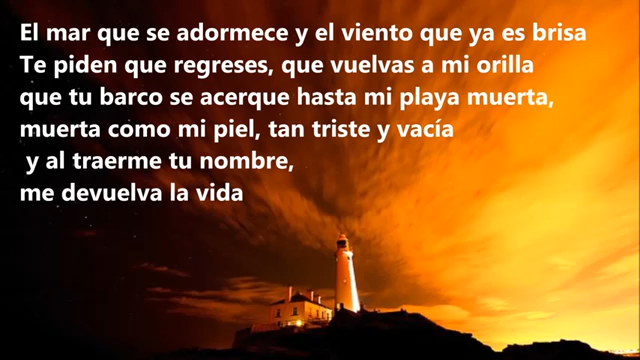 El mar que se adormece y el viento que ya es brisa
Te piden que regreses, que vuelvas a mi orilla
que tu barco se acerque hasta mi playa muerta,
muerta como mi piel, tan triste y vacía
y al traerme tu nombre,
me devuelva la vida